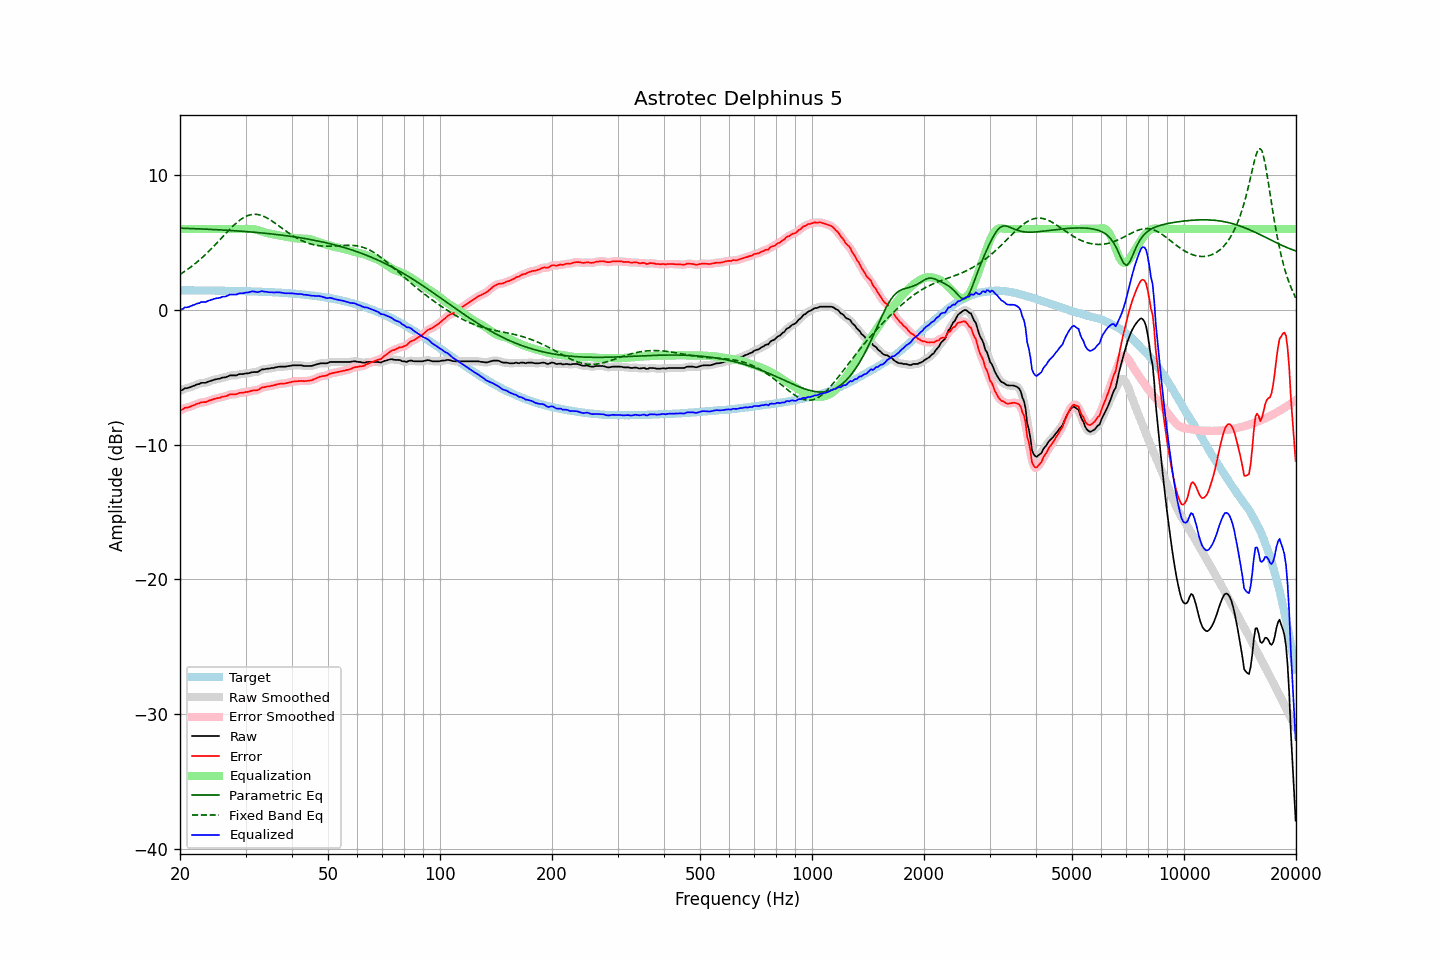 Astrotec Delphinus 5
Amplitude (dBr)
10
0
−10
−20
−30
−40
Target
Raw Smoothed
Error Smoothed
Raw
Error
Equalization
Parametric Eq
Fixed Band Eq
Equalized
20
50
100
200
500
1000
2000
5000
10000
20000
Frequency (Hz)